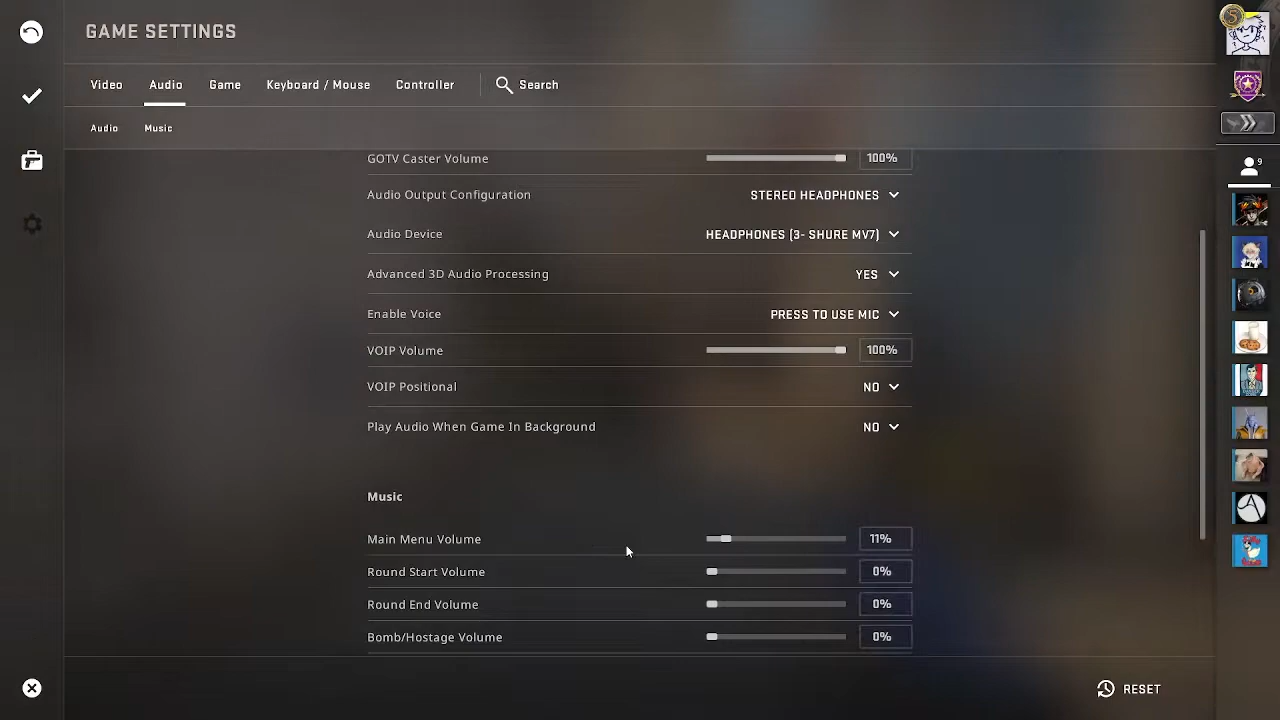 GAME SETTINGS
Video Audio Game Keyboard / Mouse Controller Search
Audio Music
GOTV Caster Volume 100%
Audio Output Configuration STEREO HEADPHONES
Audio Device HEADPHONES (3- SHURE MV7)
Advanced 3D Audio Processing YES
Enable Voice PRESS TO USE MIC
VOIP Volume 100%
VOIP Positional NO
Play Audio When Game In Background NO
Music
Main Menu Volume 11%
Round Start Volume 0%
Round End Volume 0%
Bomb/Hostage Volume 0%
RESET
5
9